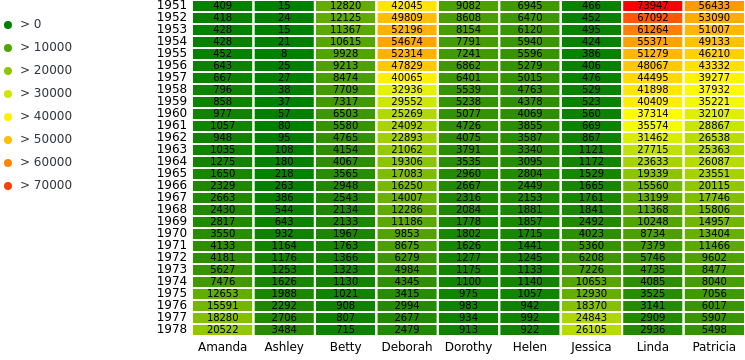 > 0
> 10000
> 20000
> 30000
> 40000
> 50000
> 60000
> 70000
1951 409 15 12820 42045 9082 6945 466 73947 56433
1952 418 24 12125 49809 8608 6470 452 67092 53090
1953 428 15 11367 52196 8154 6120 495 61264 51007
1954 428 21 10615 54674 7791 5940 424 55371 49133
1955 452 8 9928 52314 7241 5596 386 51279 46210
1956 643 25 9213 47829 6862 5279 406 48067 43332
1957 667 27 8474 40065 6401 5015 476 44495 39277
1958 796 38 7709 32936 5539 4763 529 41898 37932
1959 858 37 7317 29552 5238 4378 523 40409 35221
1960 977 57 6503 25269 5077 4069 560 37314 32107
1961 1057 80 5580 24092 4726 3855 669 35574 28867
1962 948 95 4765 22893 4075 3587 867 31462 26538
1963 1035 108 4154 21062 3791 3340 1121 27715 25363
1964 1275 180 4067 19306 3535 3095 1172 23633 26087
1965 1650 218 3565 17083 2960 2804 1529 19339 23551
1966 2329 263 2948 16250 2667 2449 1665 15560 20115
1967 2663 386 2543 14007 2316 2153 1761 13199 17746
1968 2430 544 2134 12286 2084 1881 1841 11368 15806
1969 2817 643 2133 11186 1778 1857 2492 10248 14957
1970 3550 932 1967 9853 1802 1715 4023 8734 13404
1971 4133 1164 1763 8675 1626 1441 5360 7379 11466
1972 4181 1176 1366 6279 1277 1245 6208 5746 9602
1973 5627 1253 1323 4984 1175 1133 7226 4735 8477
1974 7476 1626 1130 4345 1100 1140 10653 4085 8040
1975 12653 1988 1021 3415 975 1057 12930 3525 7056
1976 15591 2292 908 2994 983 942 18370 3141 6017
1977 18280 2706 807 2677 934 992 24843 2909 5907
1978 20522 3484 715 2479 913 922 26105 2936 5498
Amanda Ashley Betty Deborah Dorothy Helen Jessica Linda Patricia